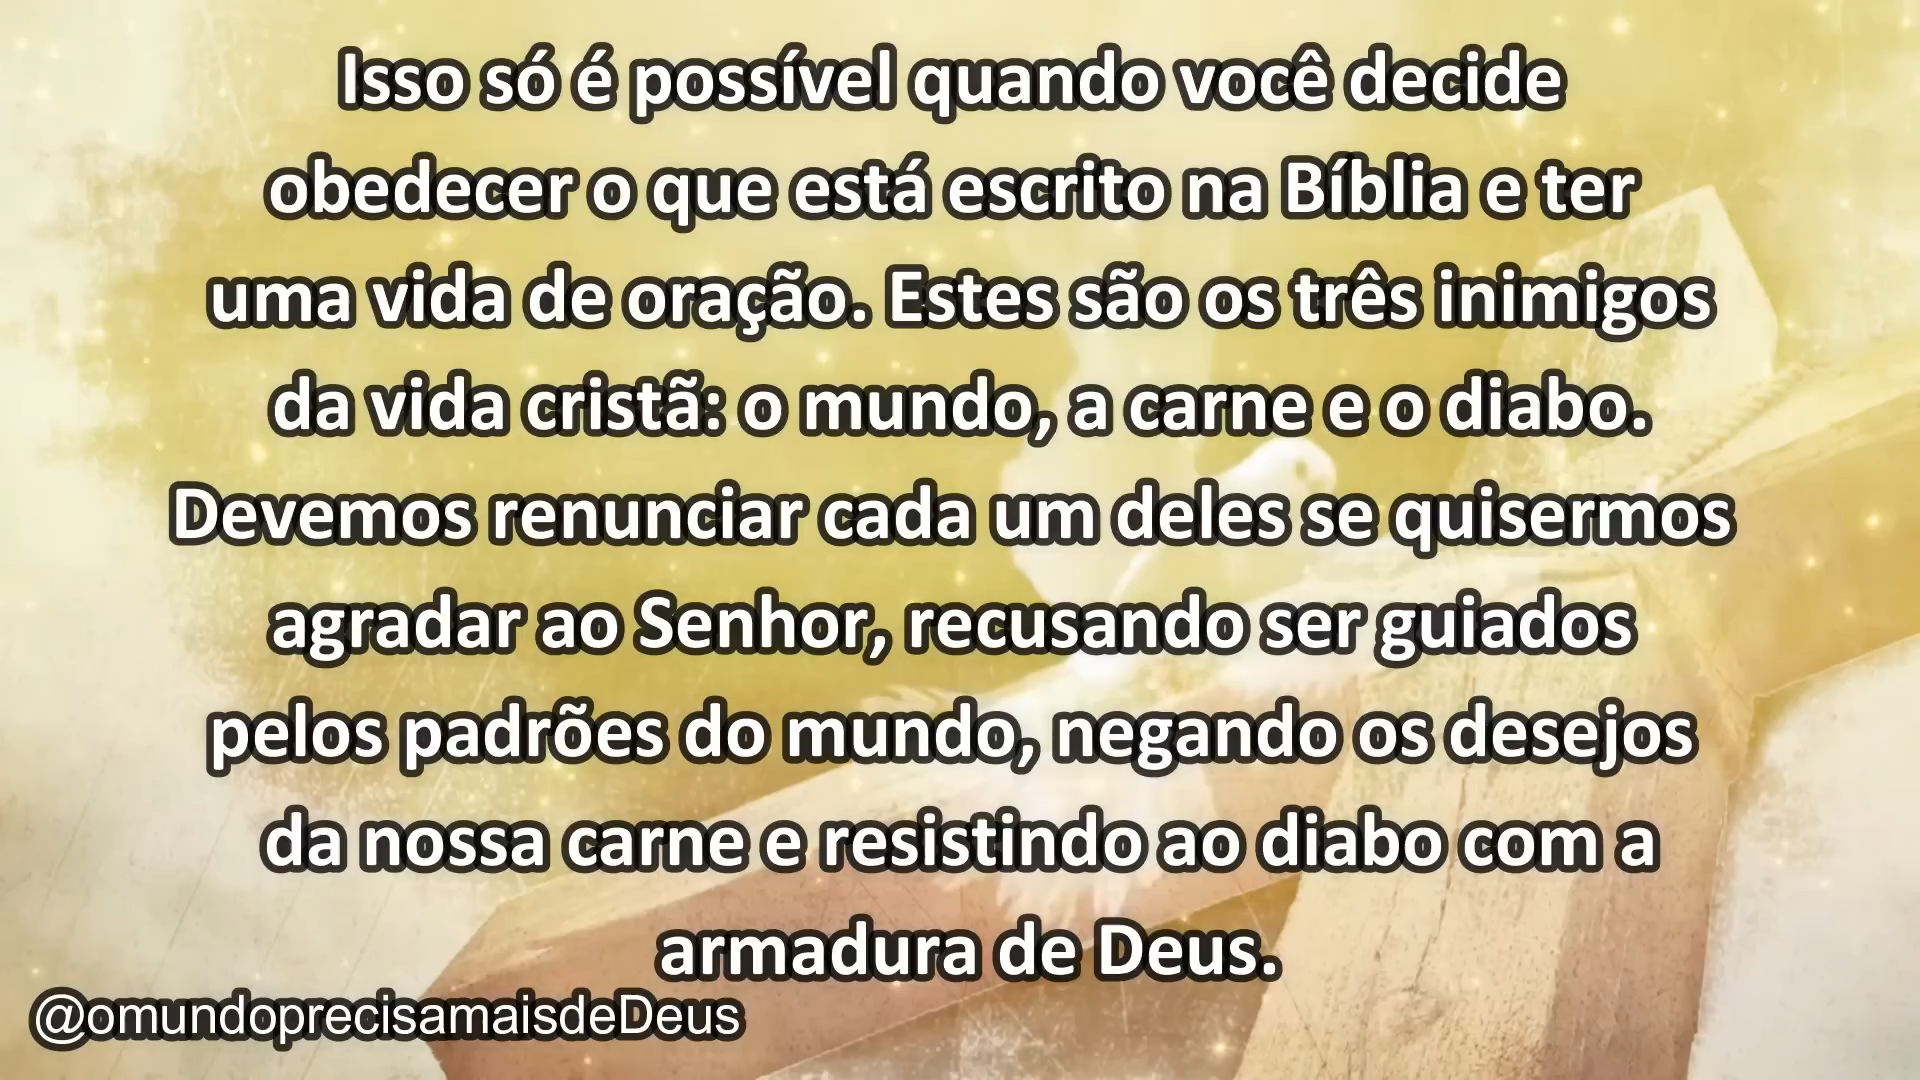 Isso só é possível quando você decide
obedecer o que está escrito na Bíblia e ter
uma vida de oração. Estes são os três inimigos
da vida cristã: o mundo, a carne e o diabo.
Devemos renunciar cada um deles se quisermos
agradar ao Senhor, recusando ser guiados
pelos padrões do mundo, negando os desejos
da nossa carne e resistindo ao diabo com a
armadura de Deus.
@omundoprecisamaisdeDeus